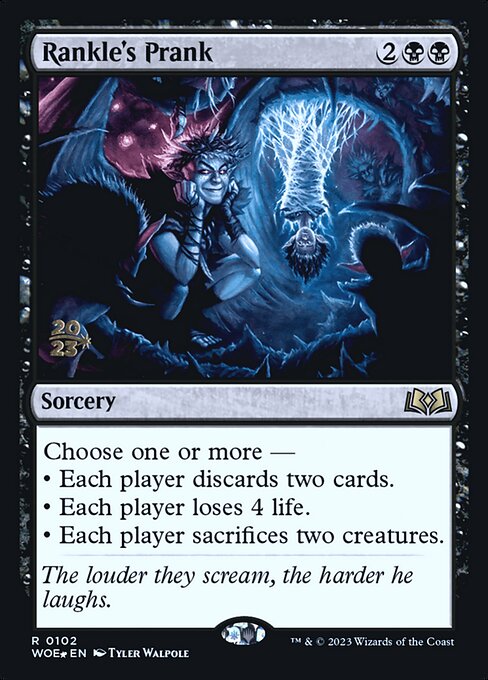 Rankle's Prank 2
20
23
Sorcery
Choose one or more —
• Each player discards two cards.
• Each player loses 4 life.
• Each player sacrifices two creatures.
The louder they scream, the harder he
laughs.
R 0102
WOE★EN Tyler Walpole
™ & © 2023 Wizards of the Coast